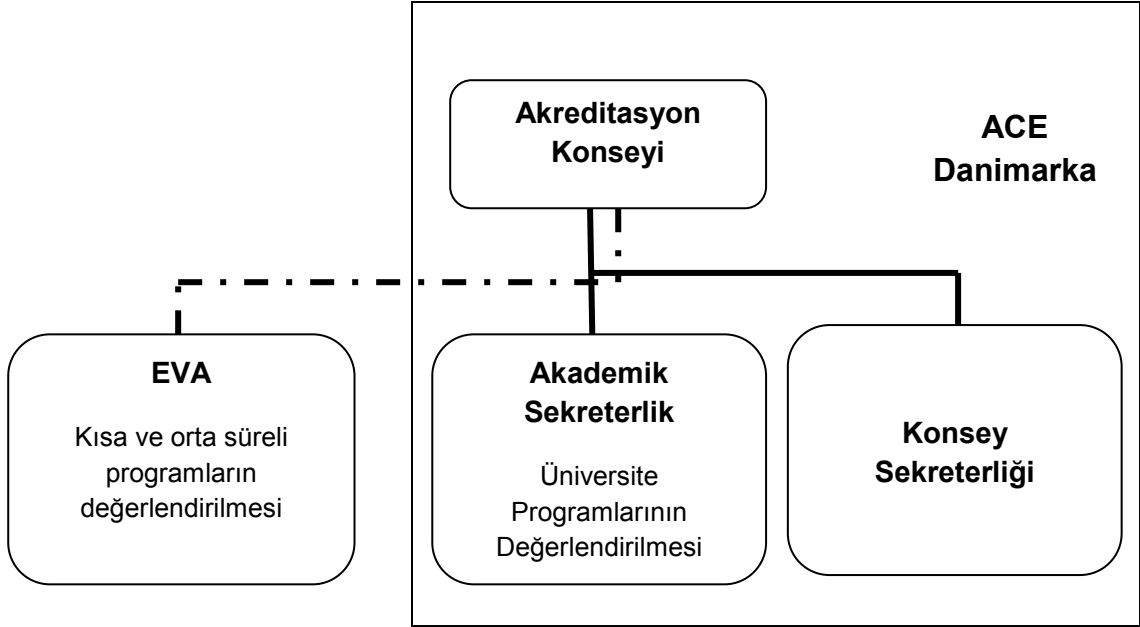 Akreditasyon
Konseyi
ACE
Danimarka
EVA
Kısa ve orta süreli
programların
değerlendirilmesi
Akademik
Sekreterlik
Üniversite
Programlarının
Değerlendirilmesi
Konsey
Sekreterliği